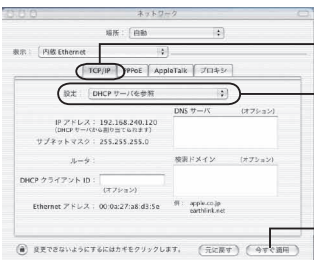 ネットワーク
場所： 自動
表示： 内蔵 Ethernet
TCP/IP PPPoE AppleTalk プロキシ
設定： DHCP サーバを参照
DNS サーバ （オプション）
IP アドレス： 192.168.240.120
（DHCP サーバから割り当てられます）
サブネットマスク： 255.255.255.0
ルータ：
検索ドメイン （オプション）
DHCP クライアント ID：
（オプション）
Ethernet アドレス： 00:0a:27:a8:d3:5e
例： apple.co.jp
earthlink.net
変更できないようにするにはカギをクリックします。 元に戻す 今すぐ適用